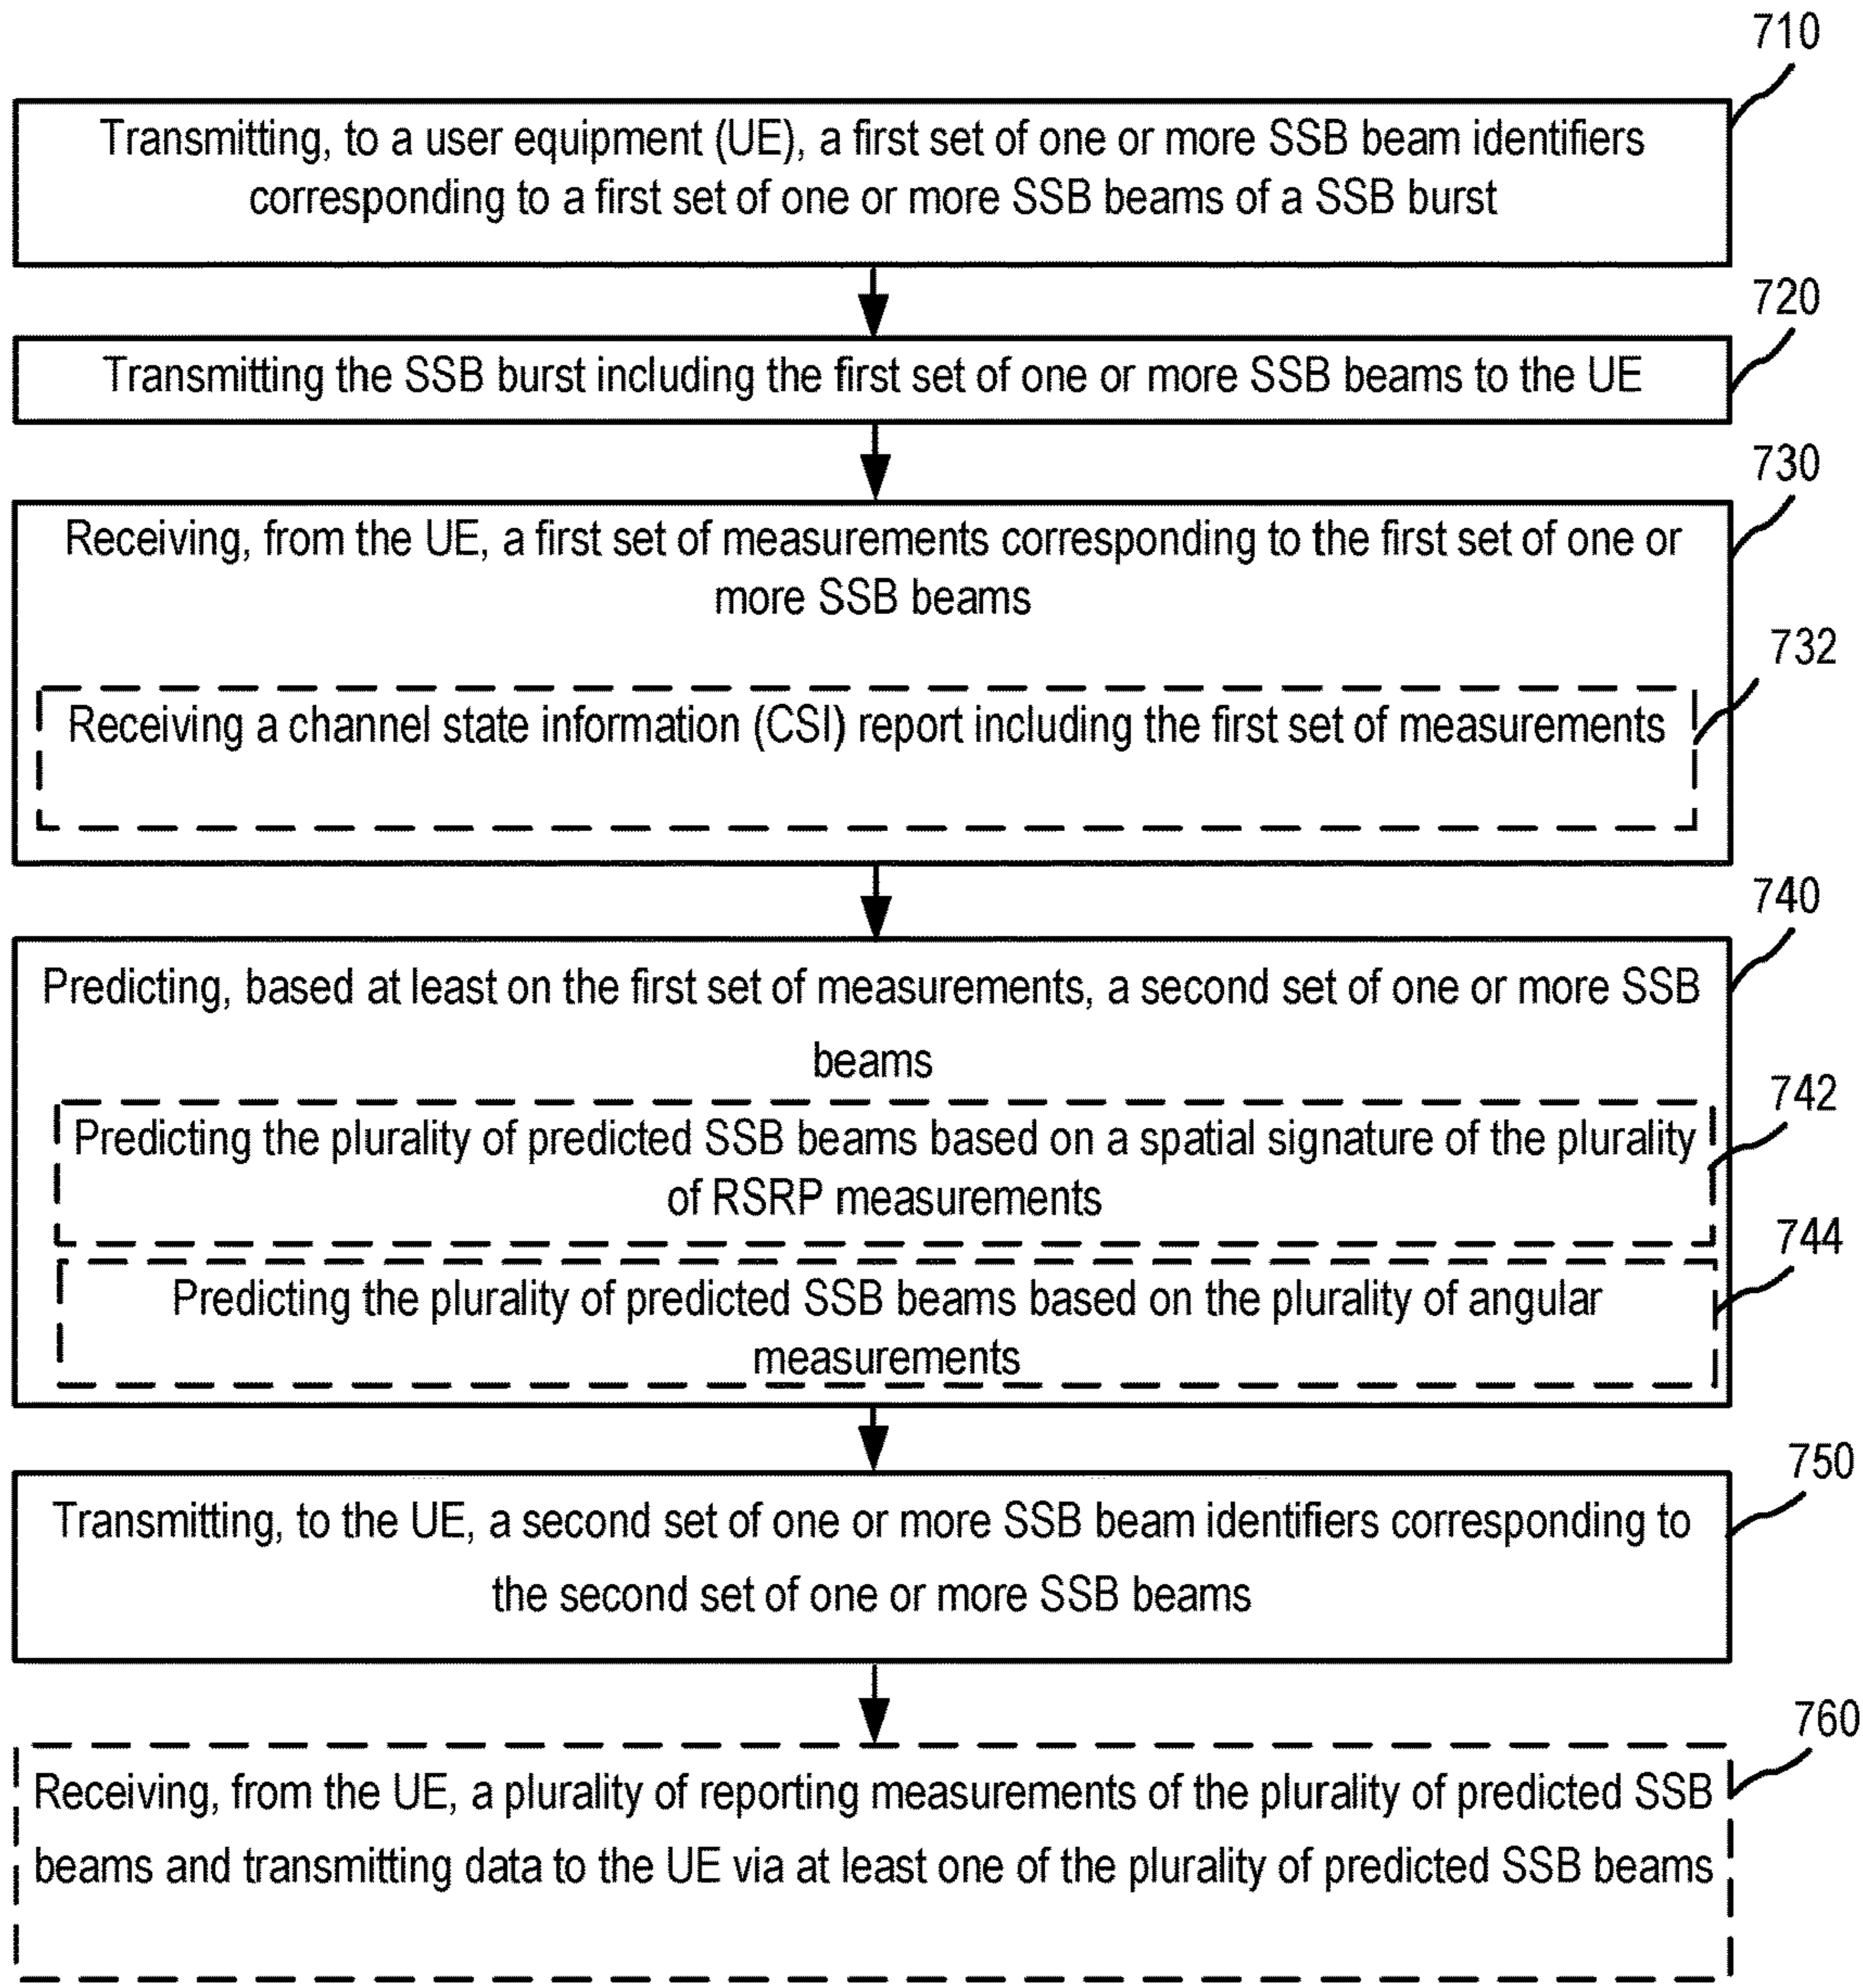 710
Transmitting, to a user equipment (UE), a first set of one or more SSB beam identifiers
corresponding to a first set of one or more SSB beams of a SSB burst
720
Transmitting the SSB burst including the first set of one or more SSB beams to the UE
730
Receiving, from the UE, a first set of measurements corresponding to the first set of one or
more SSB beams
732
Receiving a channel state information (CSI) report including the first set of measurements
740
Predicting, based at least on the first set of measurements, a second set of one or more SSB
beams
742
Predicting the plurality of predicted SSB beams based on a spatial signature of the plurality
of RSRP measurements
744
Predicting the plurality of predicted SSB beams based on the plurality of angular
measurements
750
Transmitting, to the UE, a second set of one or more SSB beam identifiers corresponding to
the second set of one or more SSB beams
760
Receiving, from the UE, a plurality of reporting measurements of the plurality of predicted SSB
beams and transmitting data to the UE via at least one of the plurality of predicted SSB beams